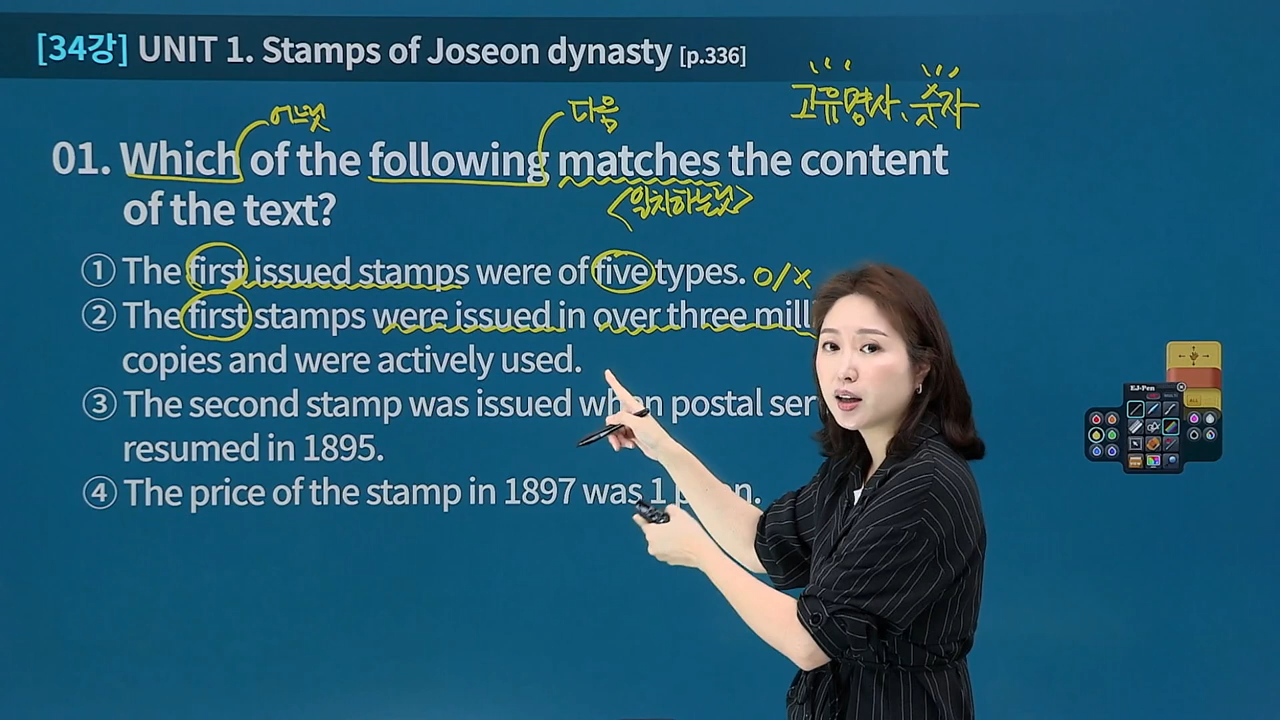 [34강] UNIT 1. Stamps of Joseon dynasty [p.336]
고유명사, 숫자
어느것 다음
01. Which of the following matches the content
<일치하는것>
of the text?
① The first issued stamps were of five types. O/X
② The first stamps were issued in over three mill
copies and were actively used.
③ The second stamp was issued when postal ser
resumed in 1895.
④ The price of the stamp in 1897 was 1
EJ-Pen
ALL